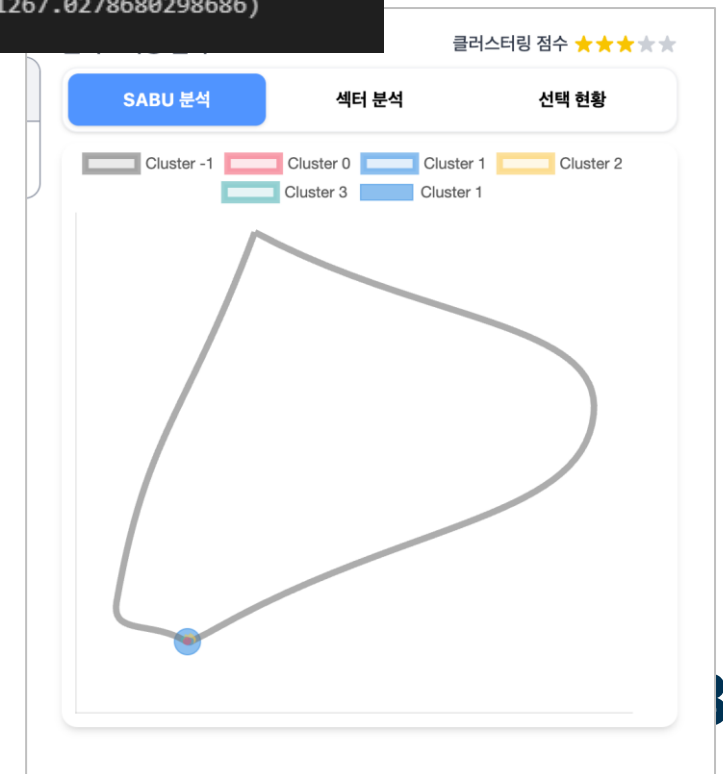 1267.0278680298686)
클러스터링 점수
SABU 분석
섹터 분석
선택 현황
Cluster -1
Cluster 0
Cluster 1
Cluster 2
Cluster 3
Cluster 1